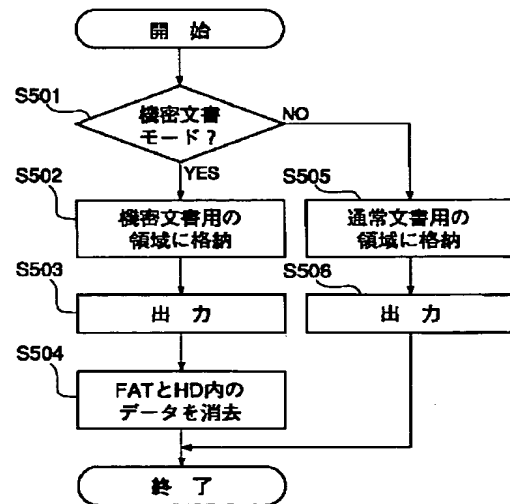 開 始
S501
機密文書
モード？
NO
YES
S502
機密文書用の
領域に格納
S505
通常文書用の
領域に格納
S503
出 力
S506
出 力
S504
FATとHD内の
データを消去
終 了